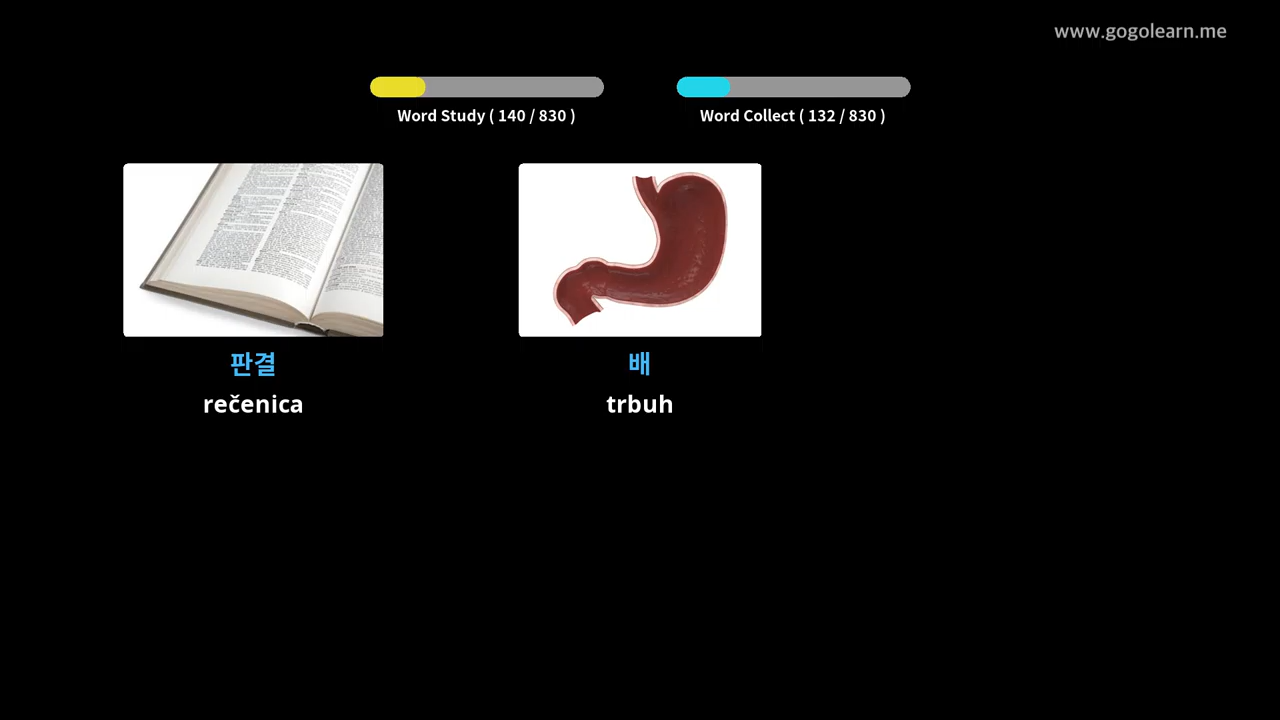 www.gogolearn.me
Word Study ( 140 / 830 )
Word Collect ( 132 / 830 )
판결
rečenica
배
trbuh